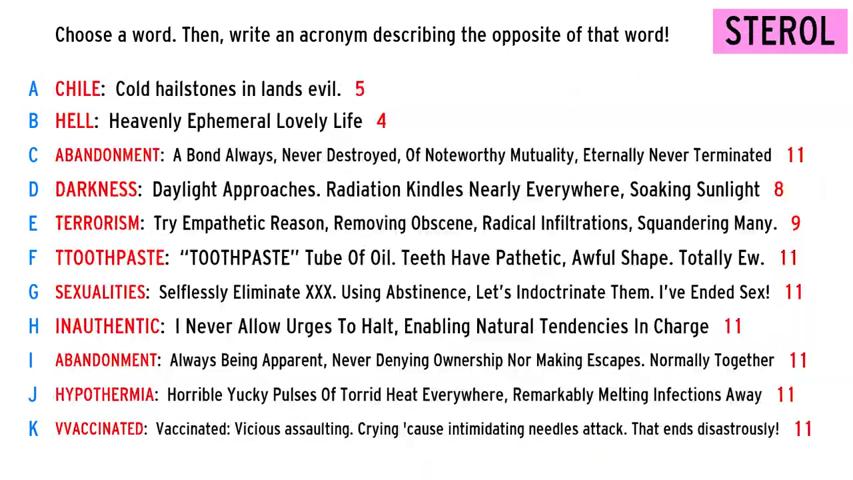 Choose a word. Then, write an acronym describing the opposite of that word!
STEROL
A CHILE: Cold hailstones in lands evil. 5
B HELL: Heavenly Ephemeral Lovely Life 4
C ABANDONMENT: A Bond Always, Never Destroyed, Of Noteworthy Mutuality, Eternally Never Terminated 11
D DARKNESS: Daylight Approaches. Radiation Kindles Nearly Everywhere, Soaking Sunlight 8
E TERRORISM: Try Empathetic Reason, Removing Obscene, Radical Infiltrations, Squandering Many. 9
F TTOOTHPASTE: “TOOTHPASTE” Tube Of Oil. Teeth Have Pathetic, Awful Shape. Totally Ew. 11
G SEXUALITIES: Selflessly Eliminate XXX. Using Abstinence, Let's Indoctrinate Them. I've Ended Sex! 11
H INAUTHENTIC: I Never Allow Urges To Halt, Enabling Natural Tendencies In Charge 11
I ABANDONMENT: Always Being Apparent, Never Denying Ownership Nor Making Escapes. Normally Together 11
J HYPOTHERMIA: Horrible Yucky Pulses Of Torrid Heat Everywhere, Remarkably Melting Infections Away 11
K VVACCINATED: Vaccinated: Vicious assaulting. Crying 'cause intimidating needles attack. That ends disastrously! 11